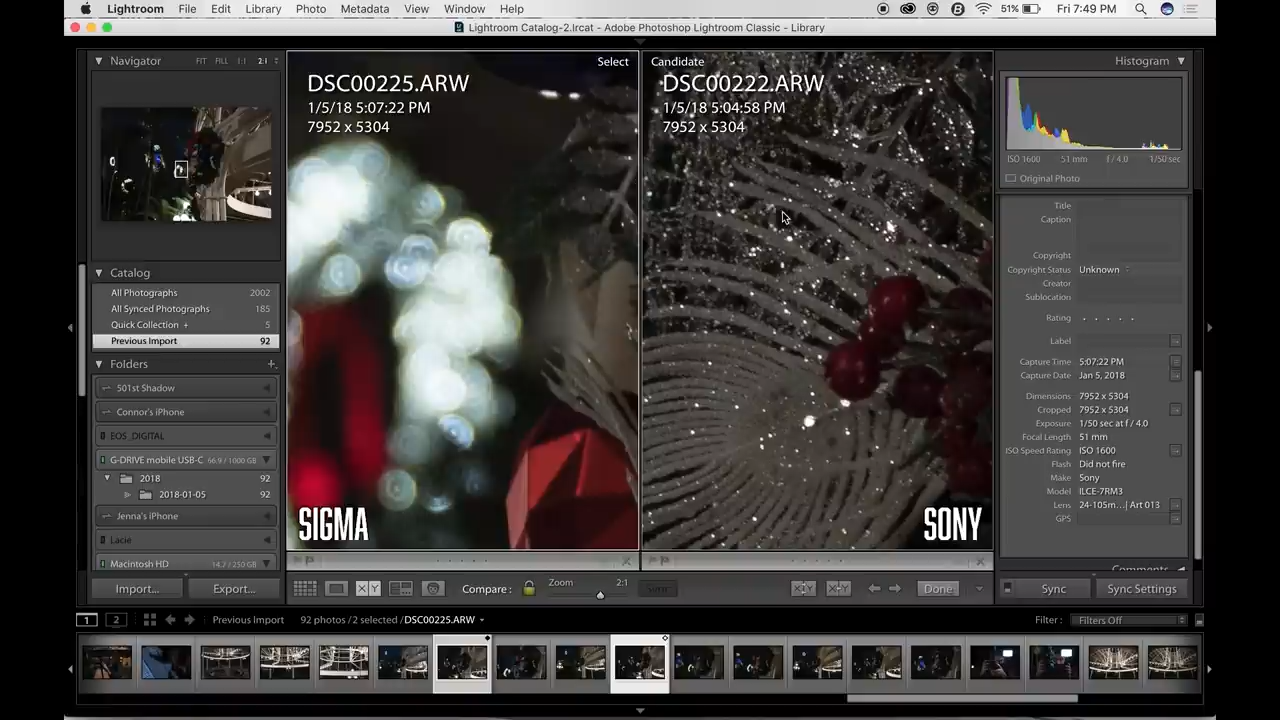 Lightroom File Edit Library Photo Metadata View Window Help 51% Fri 7:49 PM
Lightroom Catalog-2.lrcat - Adobe Photoshop Lightroom Classic - Library
Navigator FIT FILL 1:1 2:1
Select
DSC00225.ARW
1/5/18 5:07:22 PM
7952 x 5304
SIGMA
Candidate
DSC00222.ARW
1/5/18 5:04:58 PM
7952 x 5304
SONY
Histogram
ISO 1600 51 mm f / 4.0 1/50 sec
Original Photo
Catalog
All Photographs 2002
All Synced Photographs 185
Quick Collection + 5
Previous Import 92
Folders +
501st Shadow
Connor's iPhone
EOS_DIGITAL
G-DRIVE mobile USB-C 66.9 / 1000 GB
2018 92
2018-01-05 92
Jenna's iPhone
Lacie
Macintosh HD 14.7 / 250 GB
Import... Export...
Title
Caption
Copyright
Copyright Status Unknown
Creator
Sublocation
Rating . . . . .
Label
Capture Time 5:07:22 PM
Capture Date Jan 5, 2018
Dimensions 7952 x 5304
Cropped 7952 x 5304
Exposure 1/50 sec at f / 4.0
Focal Length 51 mm
ISO Speed Rating ISO 1600
Flash Did not fire
Make Sony
Model ILCE-7RM3
Lens 24-105m...| Art 013
GPS
Comments
XY Compare : Zoom 2:1 Done
Sync Sync Settings
1 2 Previous Import 92 photos / 2 selected / DSC00225.ARW Filter : Filters Off